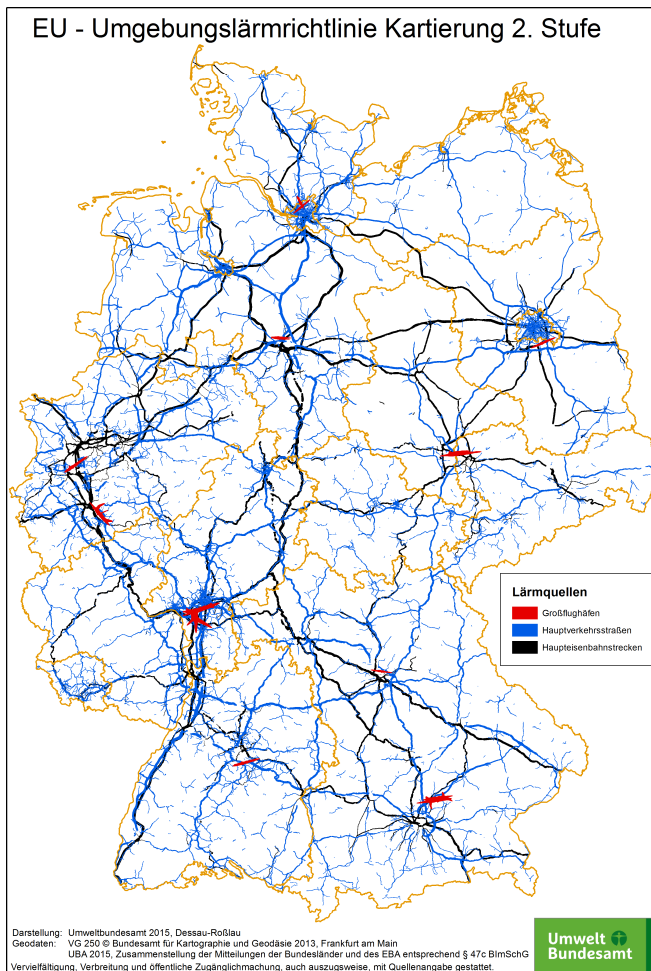 EU - Umgebungslärmrichtlinie Kartierung 2. Stufe
Lärmquellen
Großflughäfen
Hauptverkehrsstraßen
Haupteisenbahnstrecken
Darstellung: Umweltbundesamt 2015, Dessau-Roßlau
Geodaten: VG 250 © Bundesamt für Kartographie und Geodäsie 2013, Frankfurt am Main
UBA 2015, Zusammenstellung der Mitteilungen der Bundesländer und des EBA entsprechend § 47c BImSchG
Vervielfältigung, Verbreitung und öffentliche Zugänglichmachung, auch auszugsweise, mit Quellenangabe gestattet.
Umwelt
Bundesamt